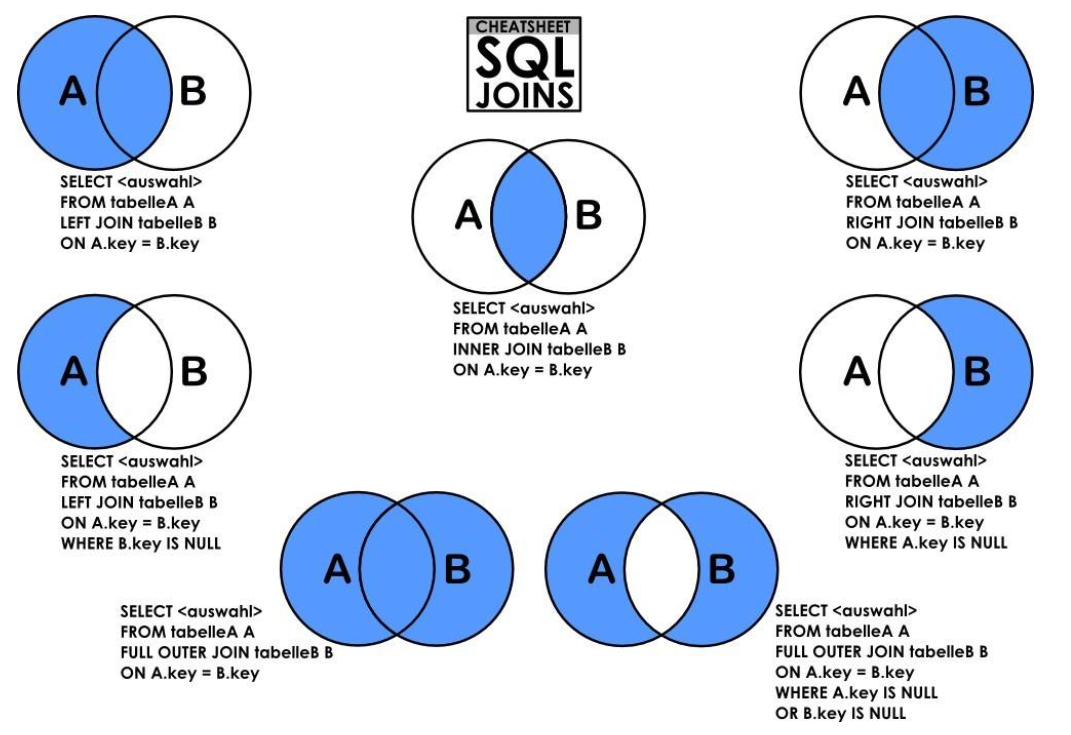 CHEATSHEET
SQL
JOINS
A B
SELECT <auswahl>
FROM tabelleA A
LEFT JOIN tabelleB B
ON A.key = B.key
A B
SELECT <auswahl>
FROM tabelleA A
INNER JOIN tabelleB B
ON A.key = B.key
A B
SELECT <auswahl>
FROM tabelleA A
RIGHT JOIN tabelleB B
ON A.key = B.key
A B
SELECT <auswahl>
FROM tabelleA A
LEFT JOIN tabelleB B
ON A.key = B.key
WHERE B.key IS NULL
A B
SELECT <auswahl>
FROM tabelleA A
RIGHT JOIN tabelleB B
ON A.key = B.key
WHERE A.key IS NULL
A B
SELECT <auswahl>
FROM tabelleA A
FULL OUTER JOIN tabelleB B
ON A.key = B.key
A B
SELECT <auswahl>
FROM tabelleA A
FULL OUTER JOIN tabelleB B
ON A.key = B.key
WHERE A.key IS NULL
OR B.key IS NULL